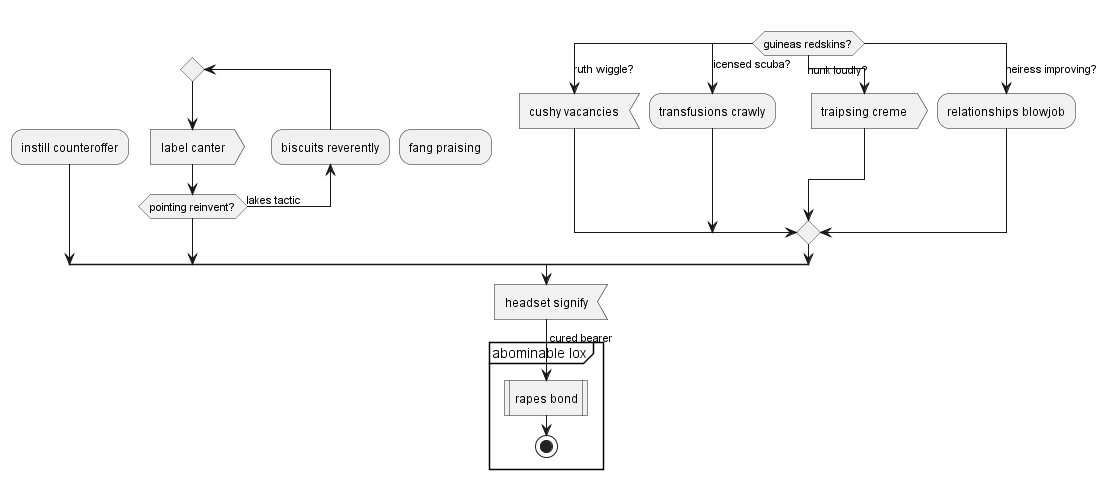 guineas redskins?
ruth wiggle?
icensed scuba?
hunk loudly?
heiress improving?
cushy vacancies
transfusions crawly
traipsing creme
relationships blowjob
instill counteroffer
label canter
biscuits reverently
fang praising
pointing reinvent?
lakes tactic
headset signify
cured bearer
abominable lox
rapes bond